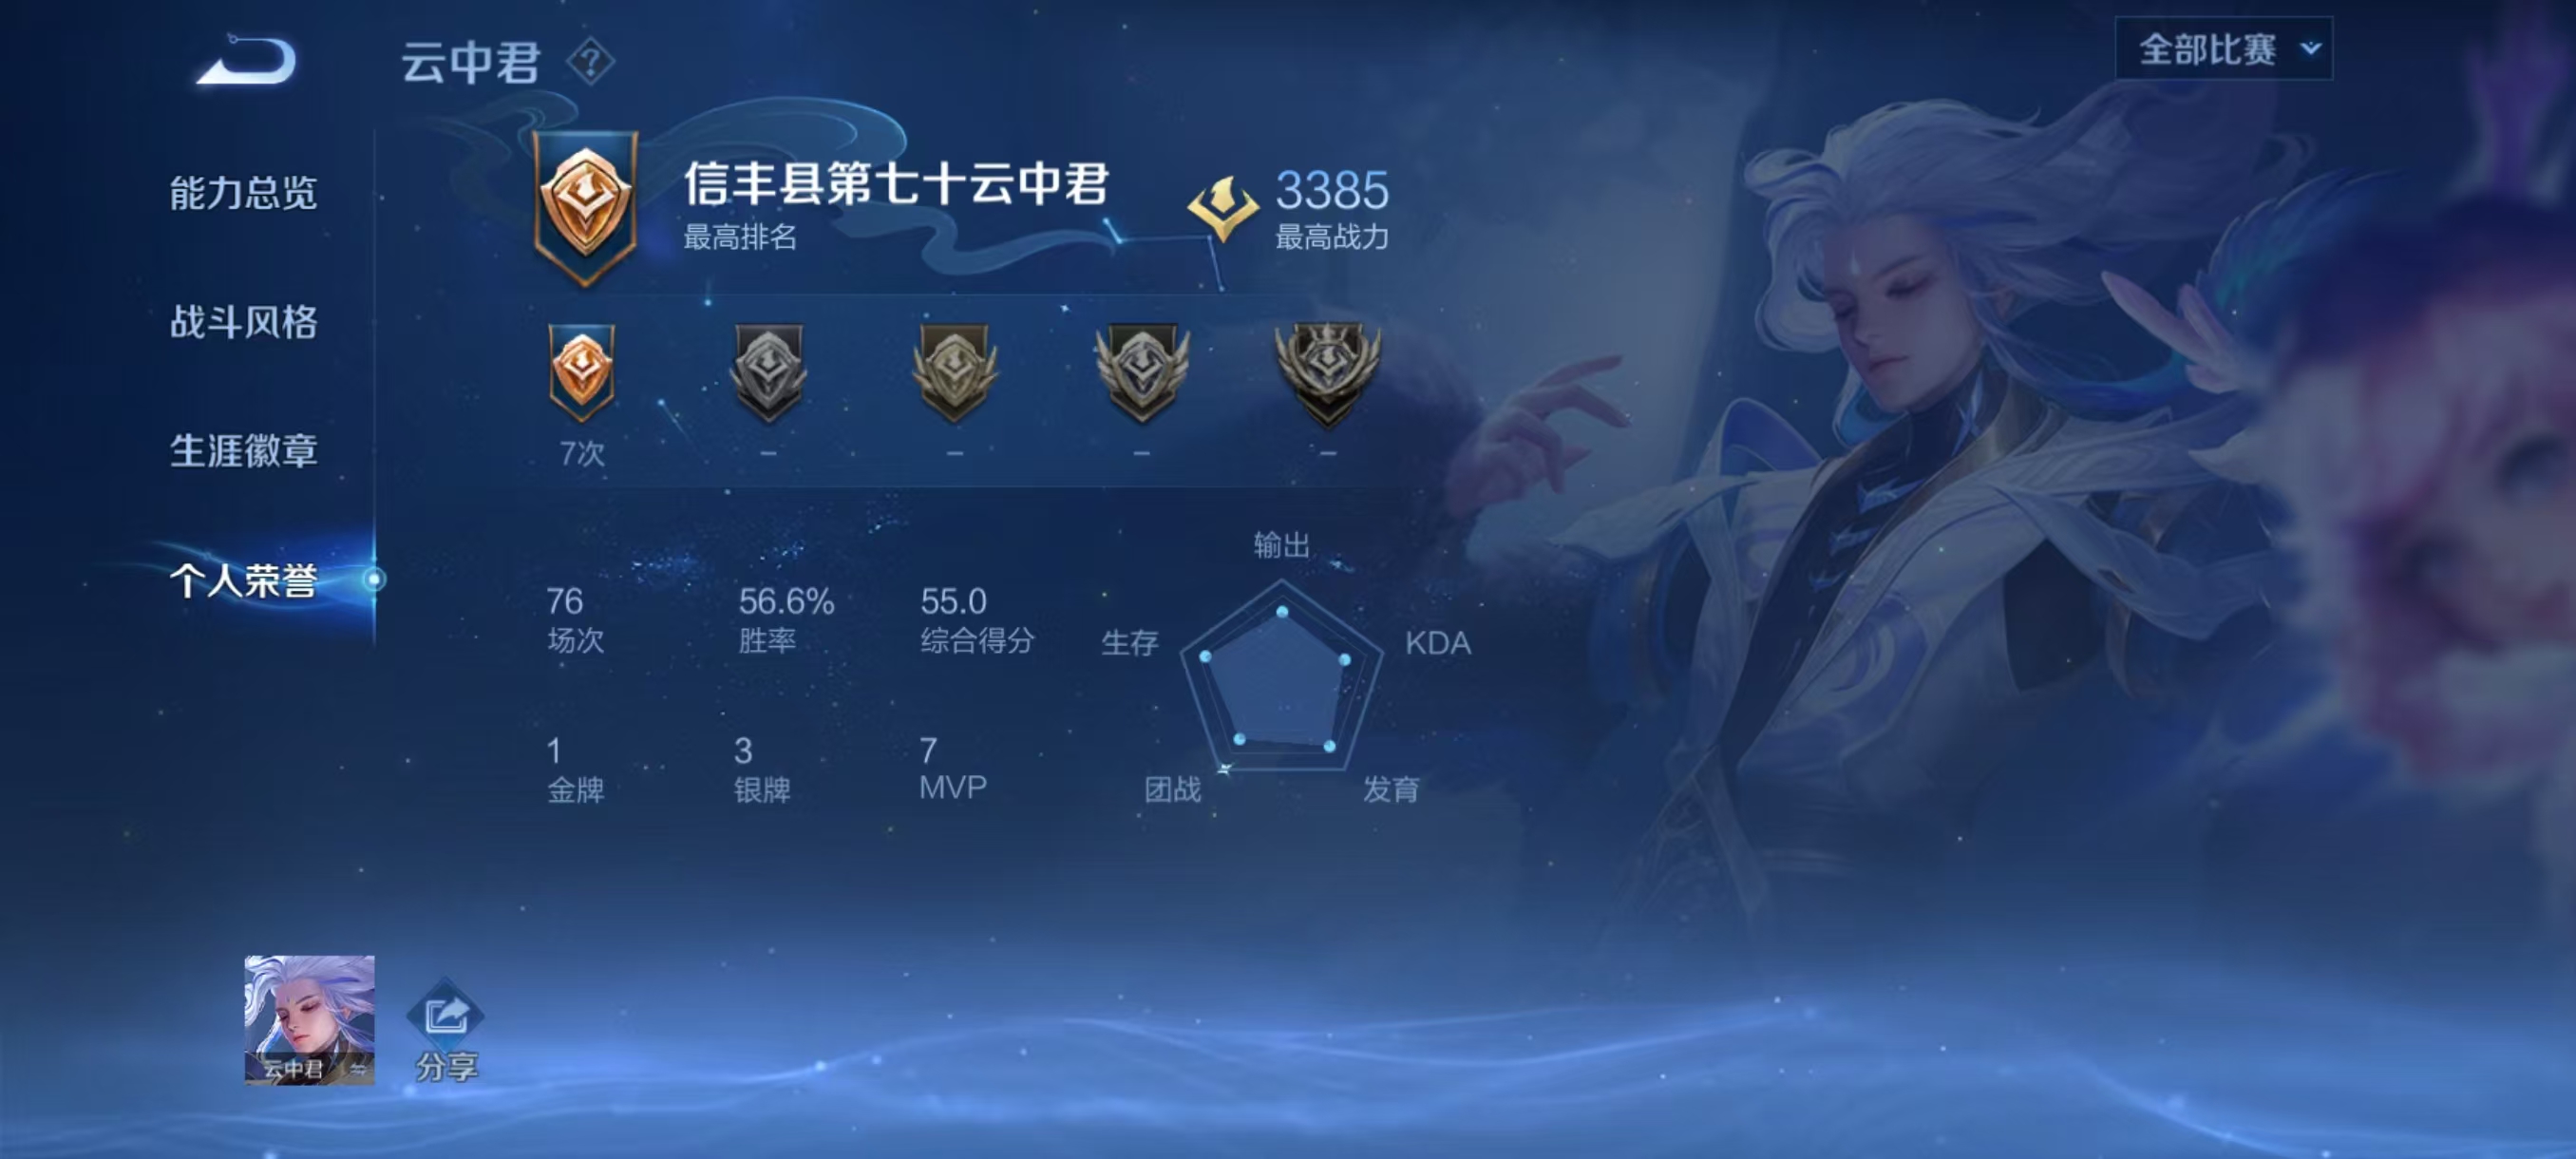 云中君
全部比赛
能力总览
战斗风格
生涯徽章
个人荣誉
信丰县第七十云中君
最高排名
3385
最高战力
7次
–
–
–
–
76
场次
56.6%
胜率
55.0
综合得分
1
金牌
3
银牌
7
MVP
输出
生存
KDA
团战
发育
云中君
分享